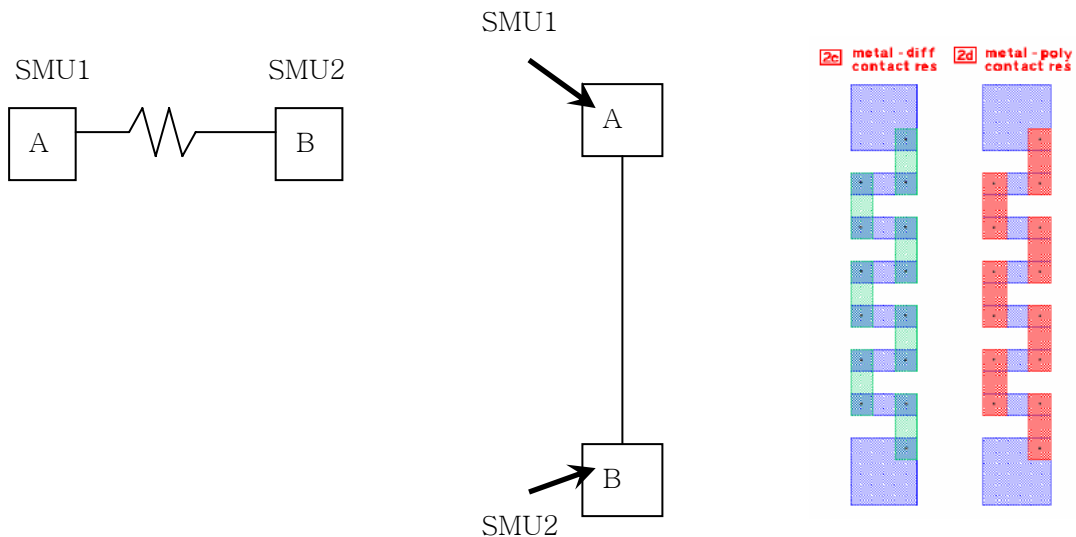 SMU1
SMU2
A
B
SMU1
A
B
SMU2
2c metal-diff
contact res
2d metal-poly
contact res